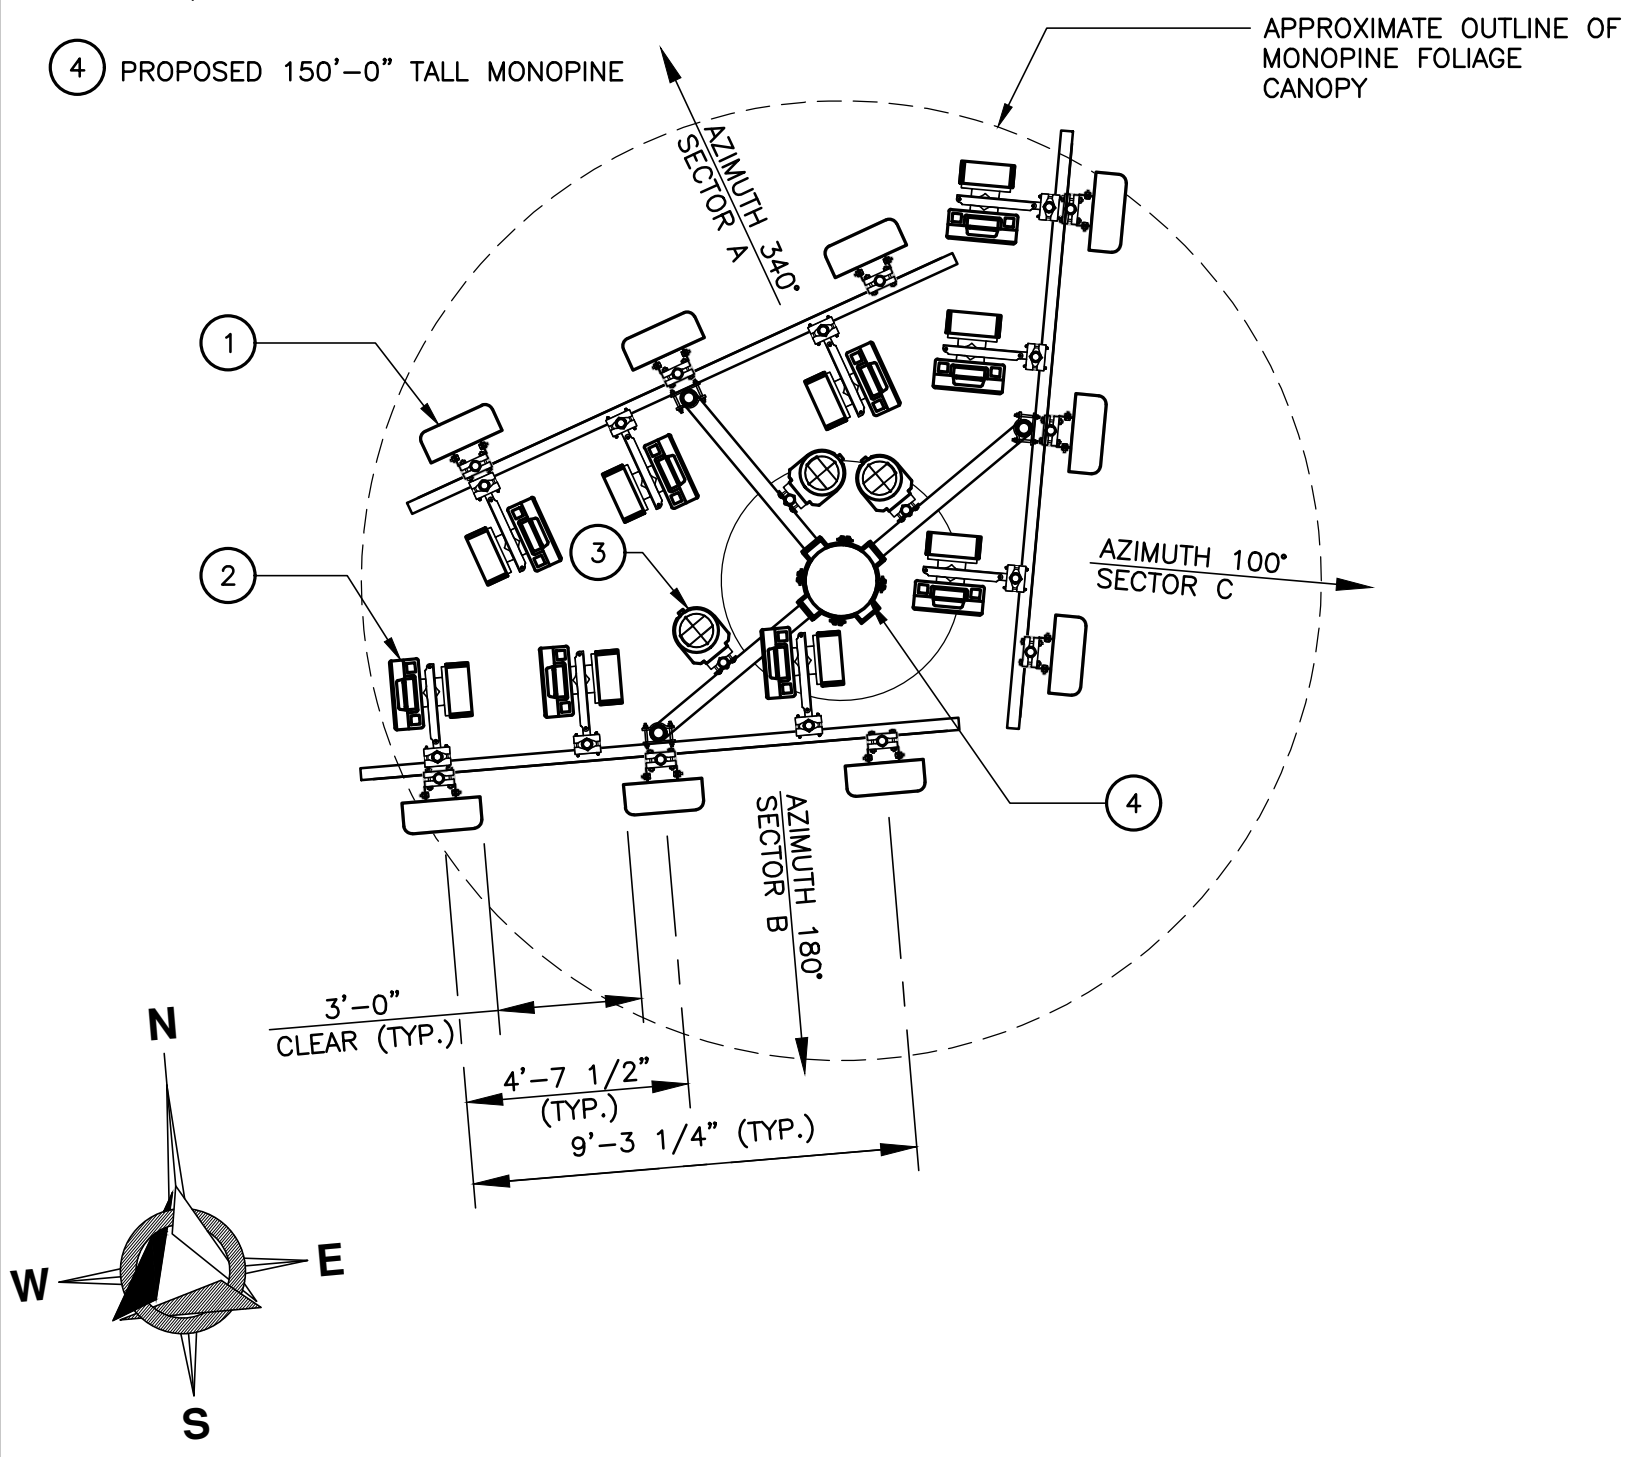 4 PROPOSED 150'-0" TALL MONOPINE
APPROXIMATE OUTLINE OF
MONOPINE FOLIAGE
CANOPY
AZIMUTH 340°
SECTOR A
1
2
3
AZIMUTH 100°
SECTOR C
4
AZIMUTH 180°
SECTOR B
3'-0"
CLEAR (TYP.)
4'-7 1/2"
(TYP.)
9'-3 1/4" (TYP.)
N
W
E
S